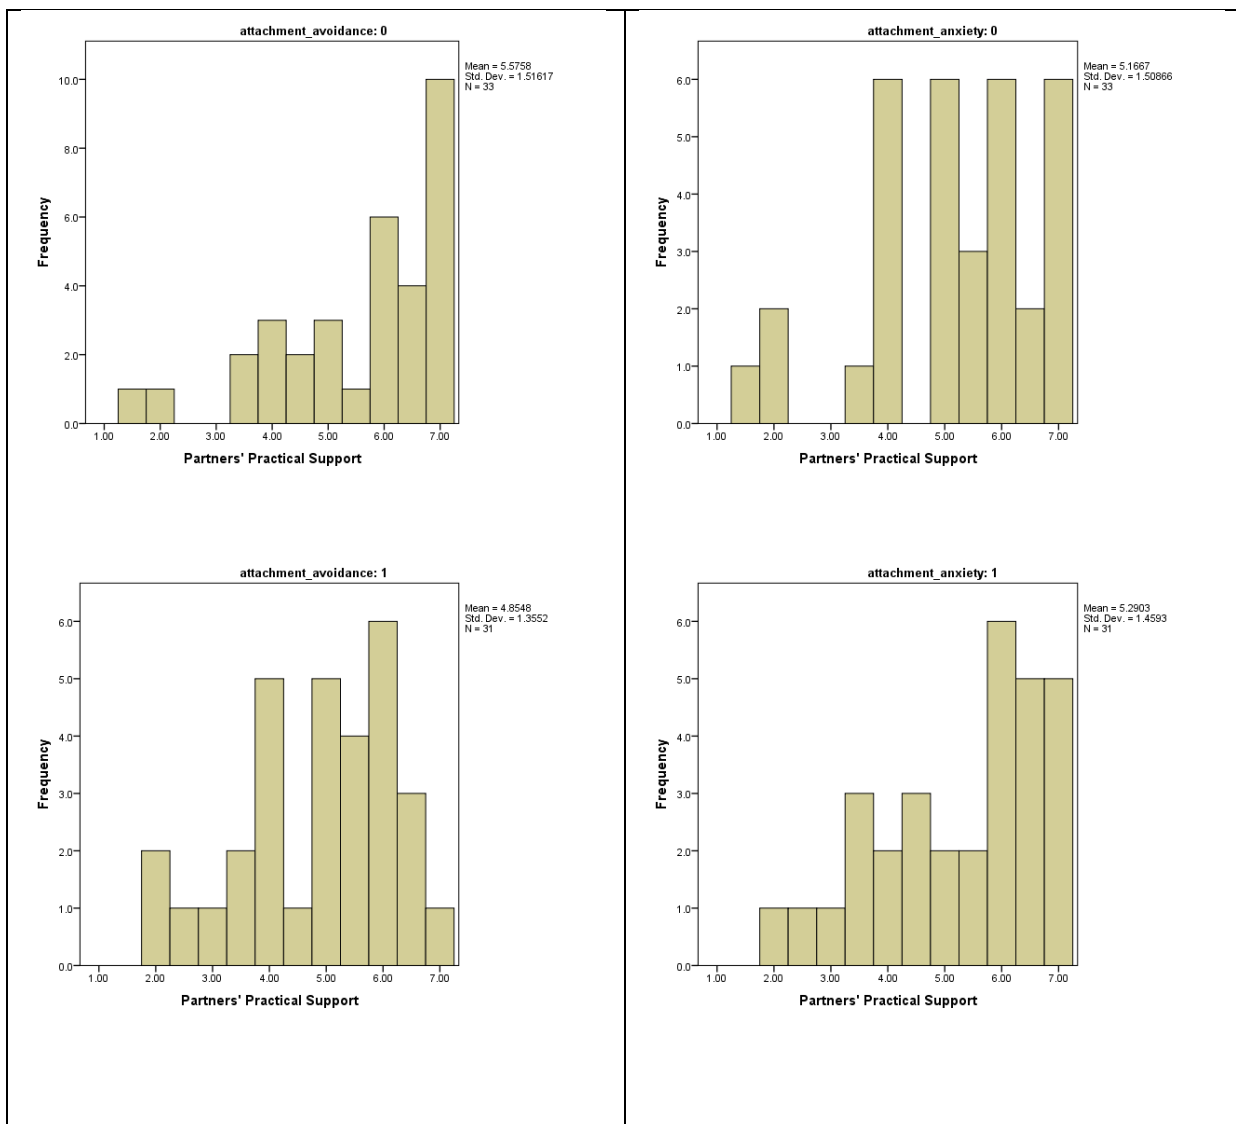 attachment_avoidance: 0
Mean = 5.5758
Std. Dev. = 1.51617
N = 33
Frequency
10.0
8.0
6.0
4.0
2.0
0.0
1.00 2.00 3.00 4.00 5.00 6.00 7.00
Partners' Practical Support
attachment_anxiety: 0
Mean = 5.1667
Std. Dev. = 1.50866
N = 33
Frequency
6.0
5.0
4.0
3.0
2.0
1.0
0.0
1.00 2.00 3.00 4.00 5.00 6.00 7.00
Partners' Practical Support
attachment_avoidance: 1
Mean = 4.8548
Std. Dev. = 1.3552
N = 31
Frequency
6.0
5.0
4.0
3.0
2.0
1.0
0.0
1.00 2.00 3.00 4.00 5.00 6.00 7.00
Partners' Practical Support
attachment_anxiety: 1
Mean = 5.2903
Std. Dev. = 1.4593
N = 31
Frequency
6.0
5.0
4.0
3.0
2.0
1.0
0.0
1.00 2.00 3.00 4.00 5.00 6.00 7.00
Partners' Practical Support